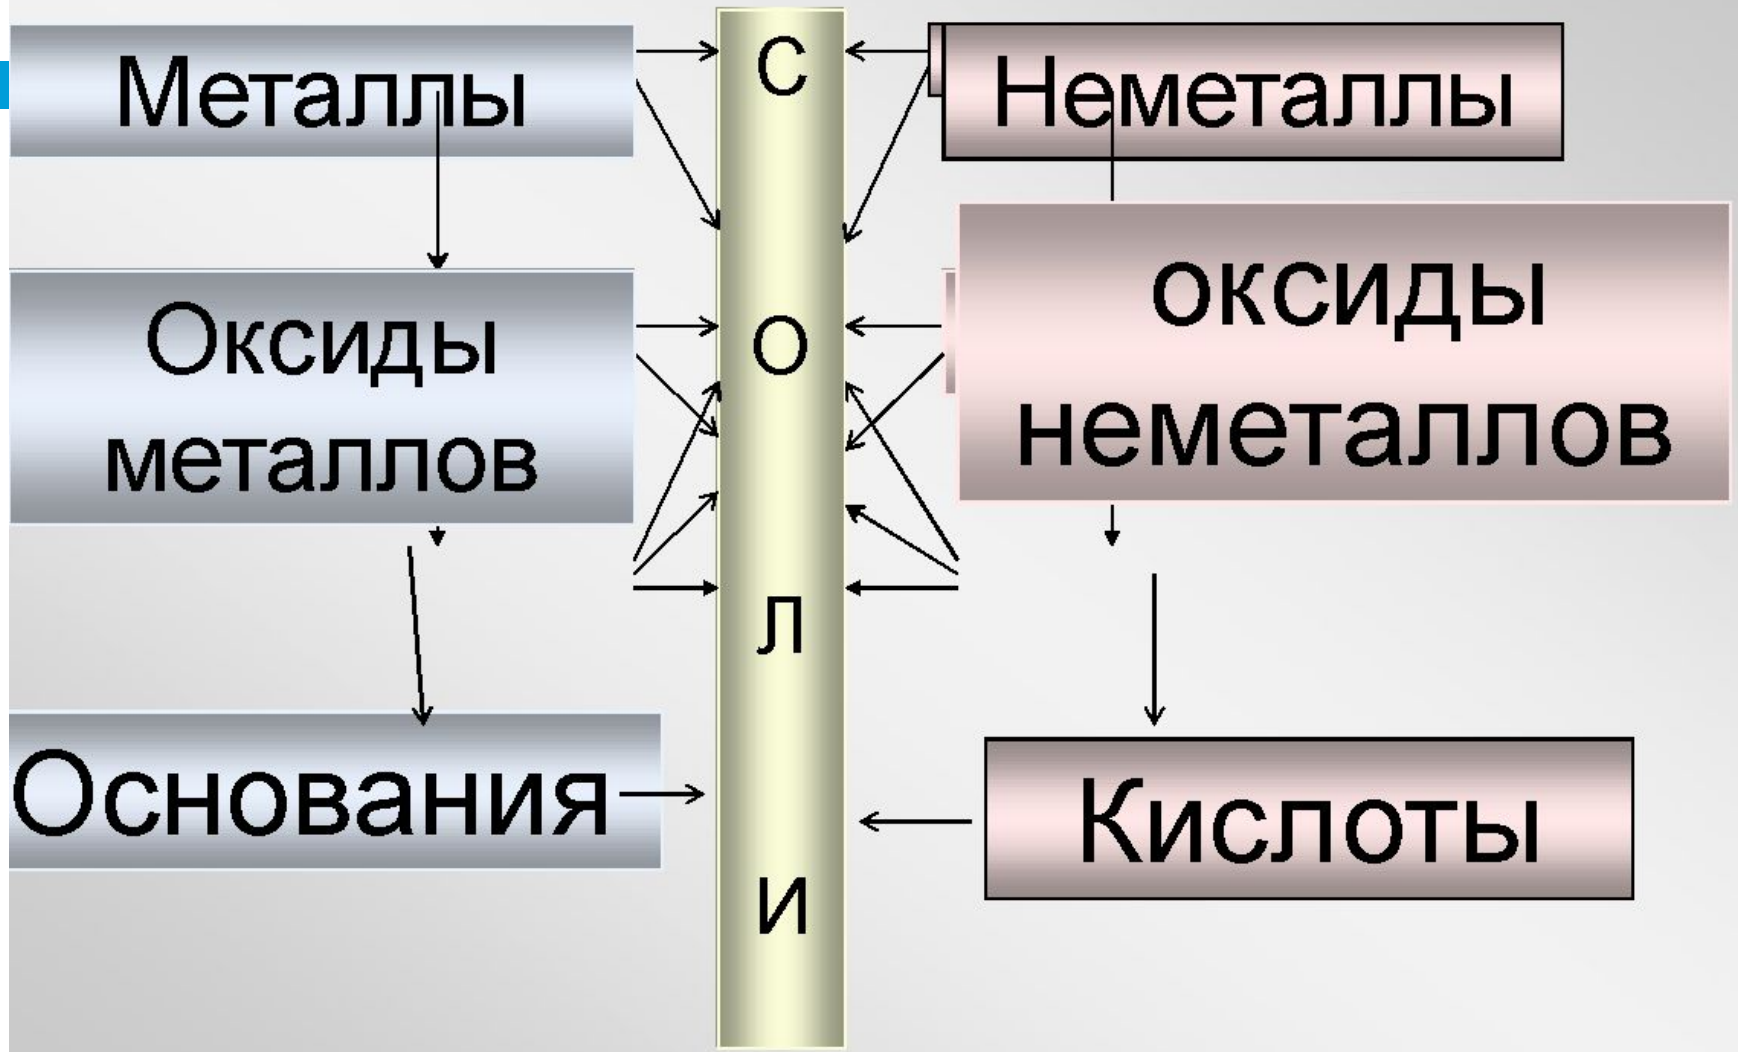 Металлы
С
О
Л
И
Неметаллы
Оксиды
металлов
оксиды
неметаллов
Основания
Кислоты